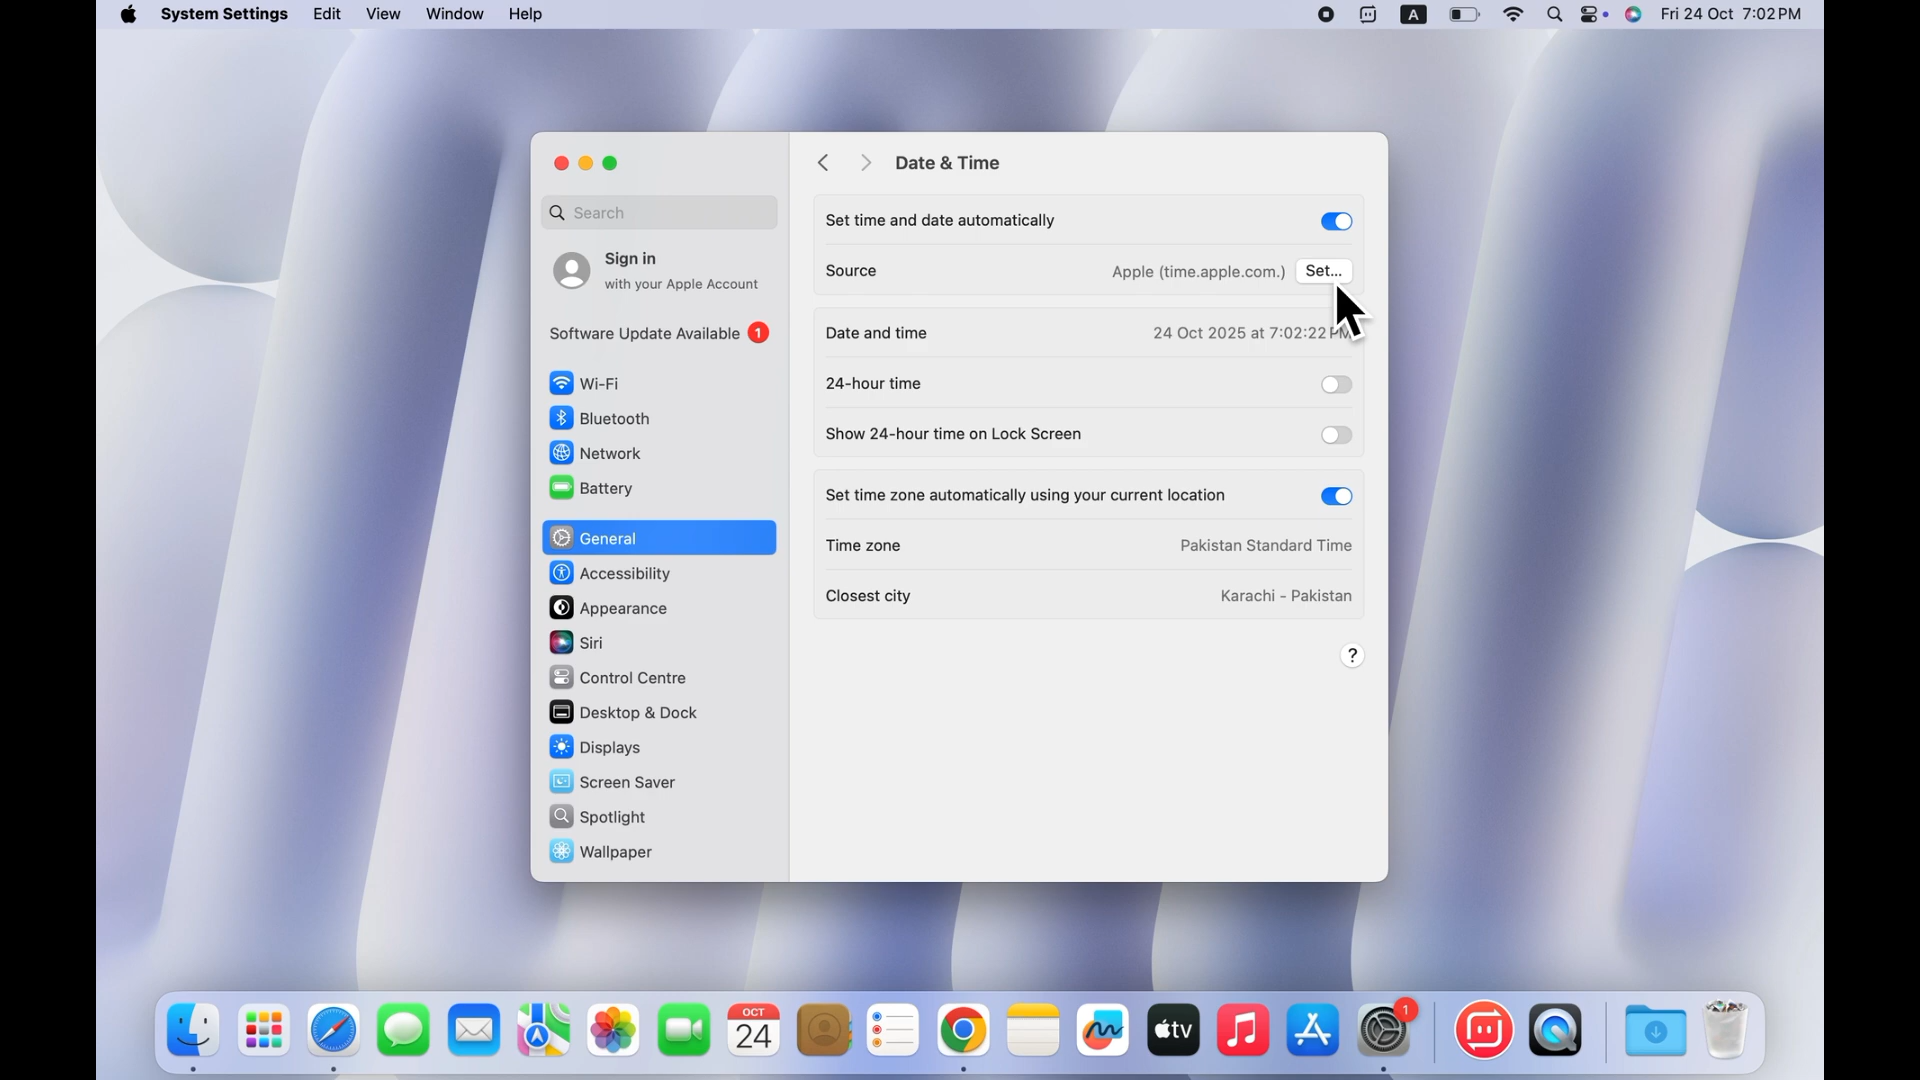 System Settings Edit View Window Help A Fri 24 Oct 7:02 PM
Date & Time
Search
Sign in
with your Apple Account
Software Update Available 1
Wi-Fi
Bluetooth
Network
Battery
General
Accessibility
Appearance
Siri
Control Centre
Desktop & Dock
Displays
Screen Saver
Spotlight
Wallpaper
Set time and date automatically
Source Apple (time.apple.com.) Set...
Date and time 24 Oct 2025 at 7:02:22 PM
24-hour time
Show 24-hour time on Lock Screen
Set time zone automatically using your current location
Time zone Pakistan Standard Time
Closest city Karachi - Pakistan
?
OCT
24
tv
1